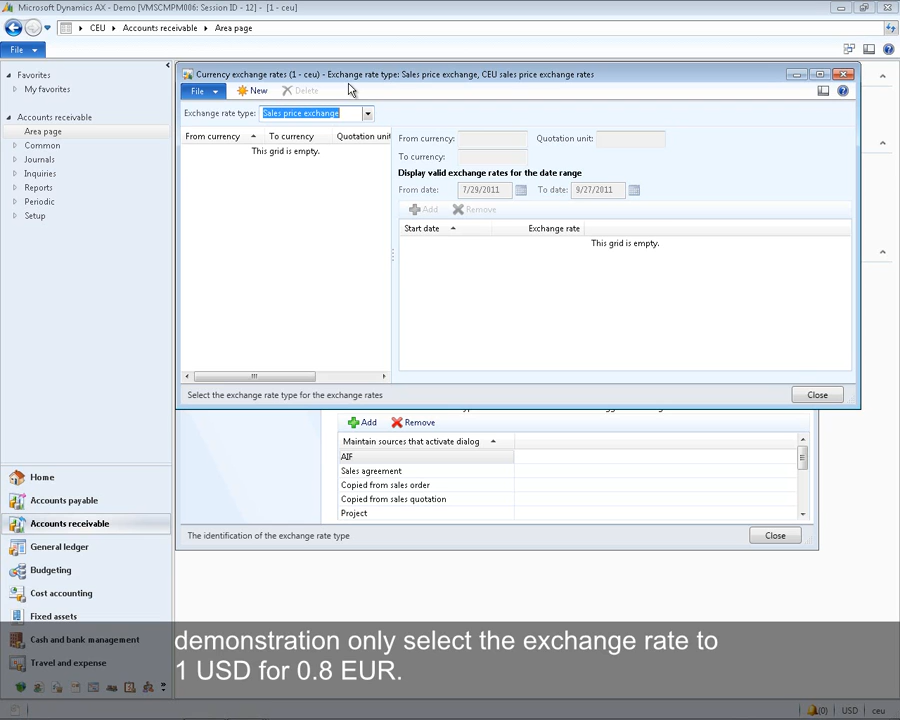 Microsoft Dynamics AX - Demo [VMSCMPM006: Session ID - 12] - [1 - ceu]
CEU
Accounts receivable
Area page
File
Favorites
My favorites
Accounts receivable
Area page
Common
Journals
Inquiries
Reports
Periodic
Setup
Currency exchange rates (1 - ceu) - Exchange rate type: Sales price exchange, CEU sales price exchange rates
File
New
Delete
Exchange rate type: Sales price exchange
From currency
To currency
Quotation unit
This grid is empty.
From currency:
Quotation unit:
To currency:
Display valid exchange rates for the date range
From date: 7/29/2011
To date: 9/27/2011
Add
Remove
Start date
Exchange rate
This grid is empty.
Select the exchange rate type for the exchange rates
Close
Add
Remove
Maintain sources that activate dialog
AIF
Sales agreement
Copied from sales order
Copied from sales quotation
Project
The identification of the exchange rate type
Close
Home
Accounts payable
Accounts receivable
General ledger
Budgeting
Cost accounting
Fixed assets
Cash and bank management
Travel and expense
demonstration only select the exchange rate to
1 USD for 0.8 EUR.
(0)
USD
ceu